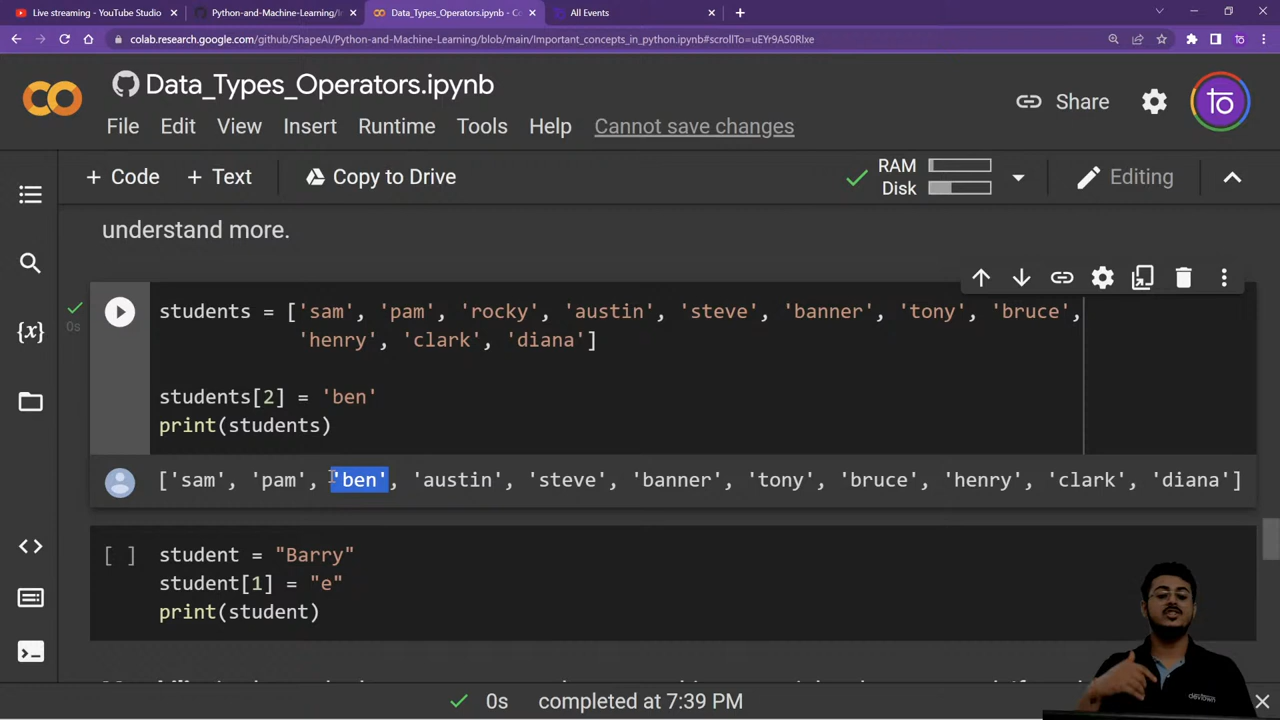 Live streaming - YouTube Studio
Python-and-Machine-Learning/I
Data_Types_Operators.ipynb - Co
All Events
colab.research.google.com/github/ShapeAI/Python-and-Machine-Learning/blob/main/Important_concepts_in_python.ipynb#scrollTo=uEYr9AS0Rlxe
Data_Types_Operators.ipynb
Share
File Edit View Insert Runtime Tools Help Cannot save changes
+ Code + Text Copy to Drive
RAM
Disk
Editing
understand more.
0s
students = ['sam', 'pam', 'rocky', 'austin', 'steve', 'banner', 'tony', 'bruce',
'henry', 'clark', 'diana']
students[2] = 'ben'
print(students)
['sam', 'pam', 'ben', 'austin', 'steve', 'banner', 'tony', 'bruce', 'henry', 'clark', 'diana']
[ ] student = "Barry"
student[1] = "e"
print(student)
devtown
0s completed at 7:39 PM